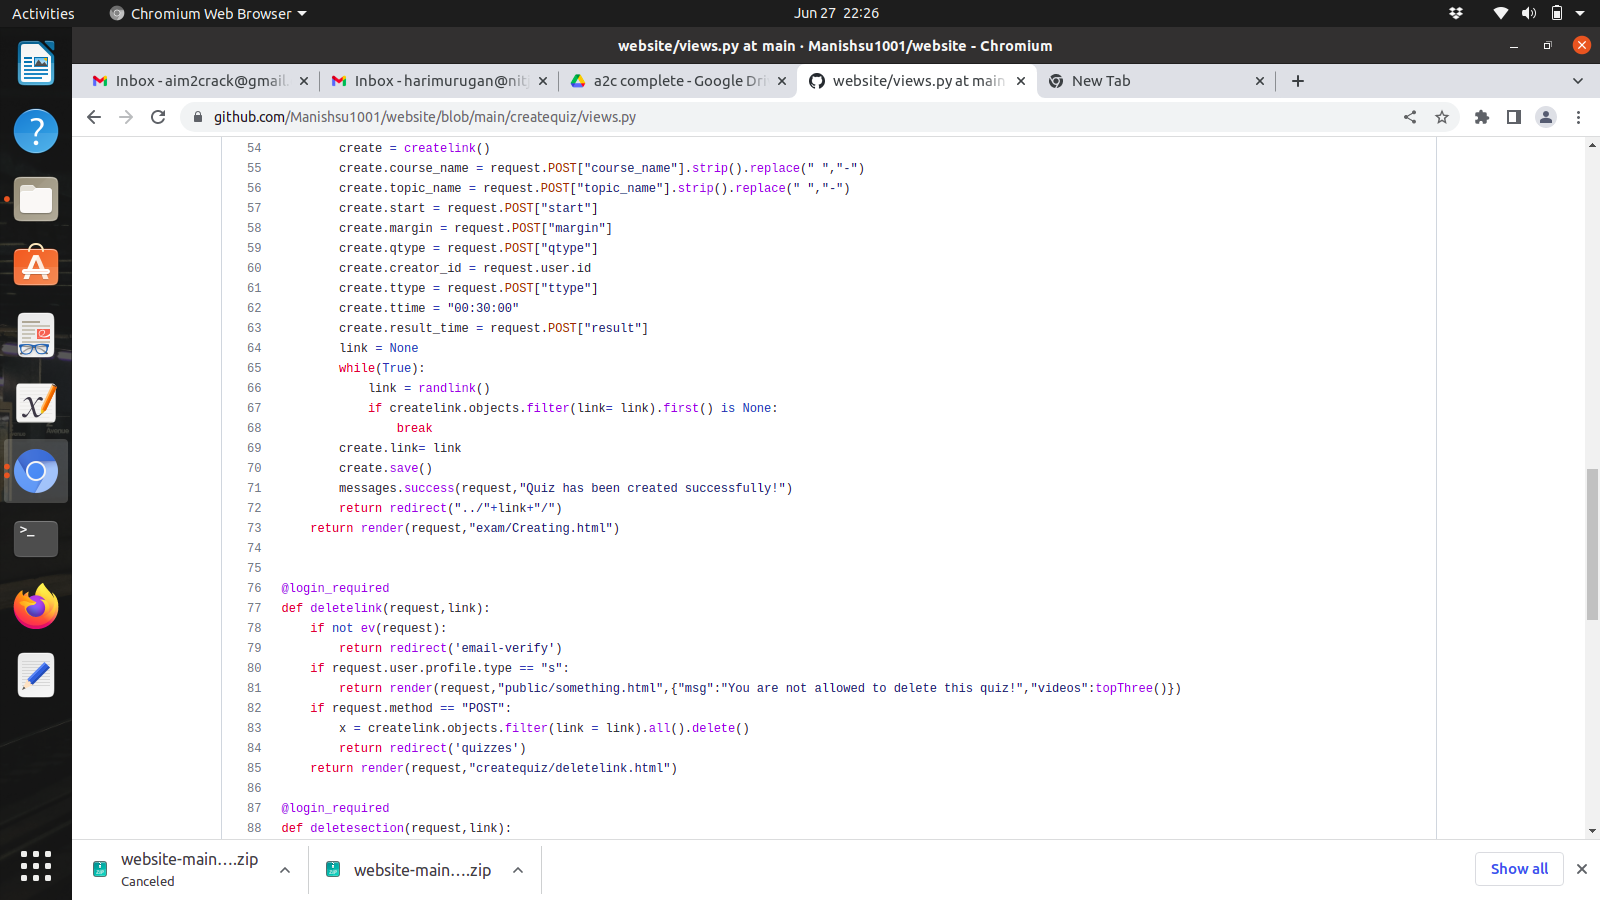 Activities
Chromium Web Browser
Jun 27 22:26
website/views.py at main · Manishsu1001/website - Chromium
Inbox - aim2crack@gmail.
Inbox - harimurugan@nitj
a2c complete - Google Dri
website/views.py at main
New Tab
github.com/Manishsu1001/website/blob/main/createquiz/views.py
54 create = createlink()
55 create.course_name = request.POST["course_name"].strip().replace(" ","-")
56 create.topic_name = request.POST["topic_name"].strip().replace(" ","-")
57 create.start = request.POST["start"]
58 create.margin = request.POST["margin"]
59 create.qtype = request.POST["qtype"]
60 create.creator_id = request.user.id
61 create.ttype = request.POST["ttype"]
62 create.ttime = "00:30:00"
63 create.result_time = request.POST["result"]
64 link = None
65 while(True):
66 link = randlink()
67 if createlink.objects.filter(link= link).first() is None:
68 break
69 create.link= link
70 create.save()
71 messages.success(request,"Quiz has been created successfully!")
72 return redirect("../"+link+"/")
73 return render(request,"exam/Creating.html")
74
75
76 @login_required
77 def deletelink(request,link):
78 if not ev(request):
79 return redirect('email-verify')
80 if request.user.profile.type == "s":
81 return render(request,"public/something.html",{"msg":"You are not allowed to delete this quiz!","videos":topThree()})
82 if request.method == "POST":
83 x = createlink.objects.filter(link = link).all().delete()
84 return redirect('quizzes')
85 return render(request,"createquiz/deletelink.html")
86
87 @login_required
88 def deletesection(request,link):
website-main....zip
Canceled
website-main....zip
Show all